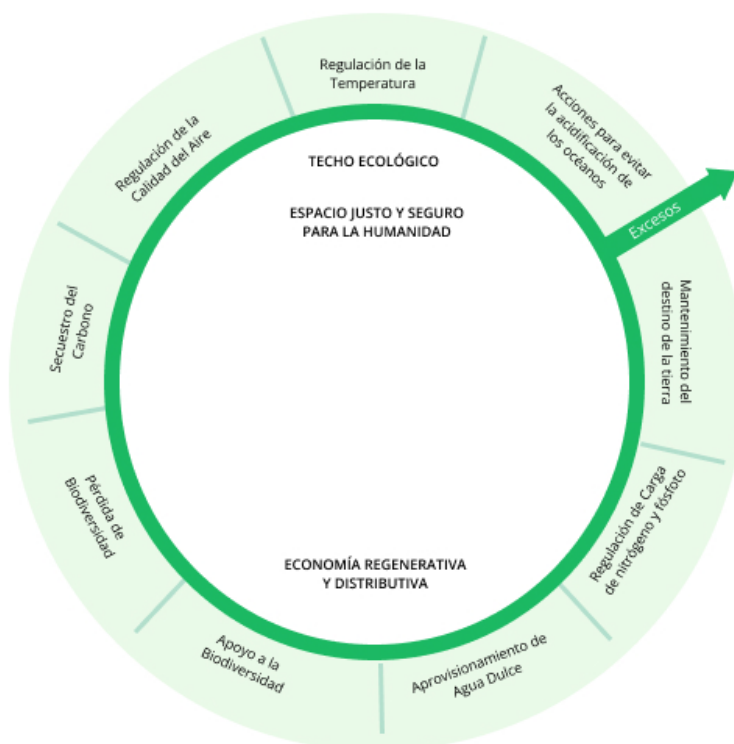 Regulación de la
Temperatura
Acciones para evitar
la acidificación de
los océanos
Excesos
Mantenimiento del
destino de la tierra
Regulación de Carga
de nitrógeno y fósfoto
Aprovisionamiento de
Agua Dulce
Apoyo a la
Biodiversidad
Pérdida de
Biodiversidad
Secuestro del
Carbono
Regulación de la
Calidad del Aire
TECHO ECOLÓGICO
ESPACIO JUSTO Y SEGURO
PARA LA HUMANIDAD
ECONOMÍA REGENERATIVA
Y DISTRIBUTIVA